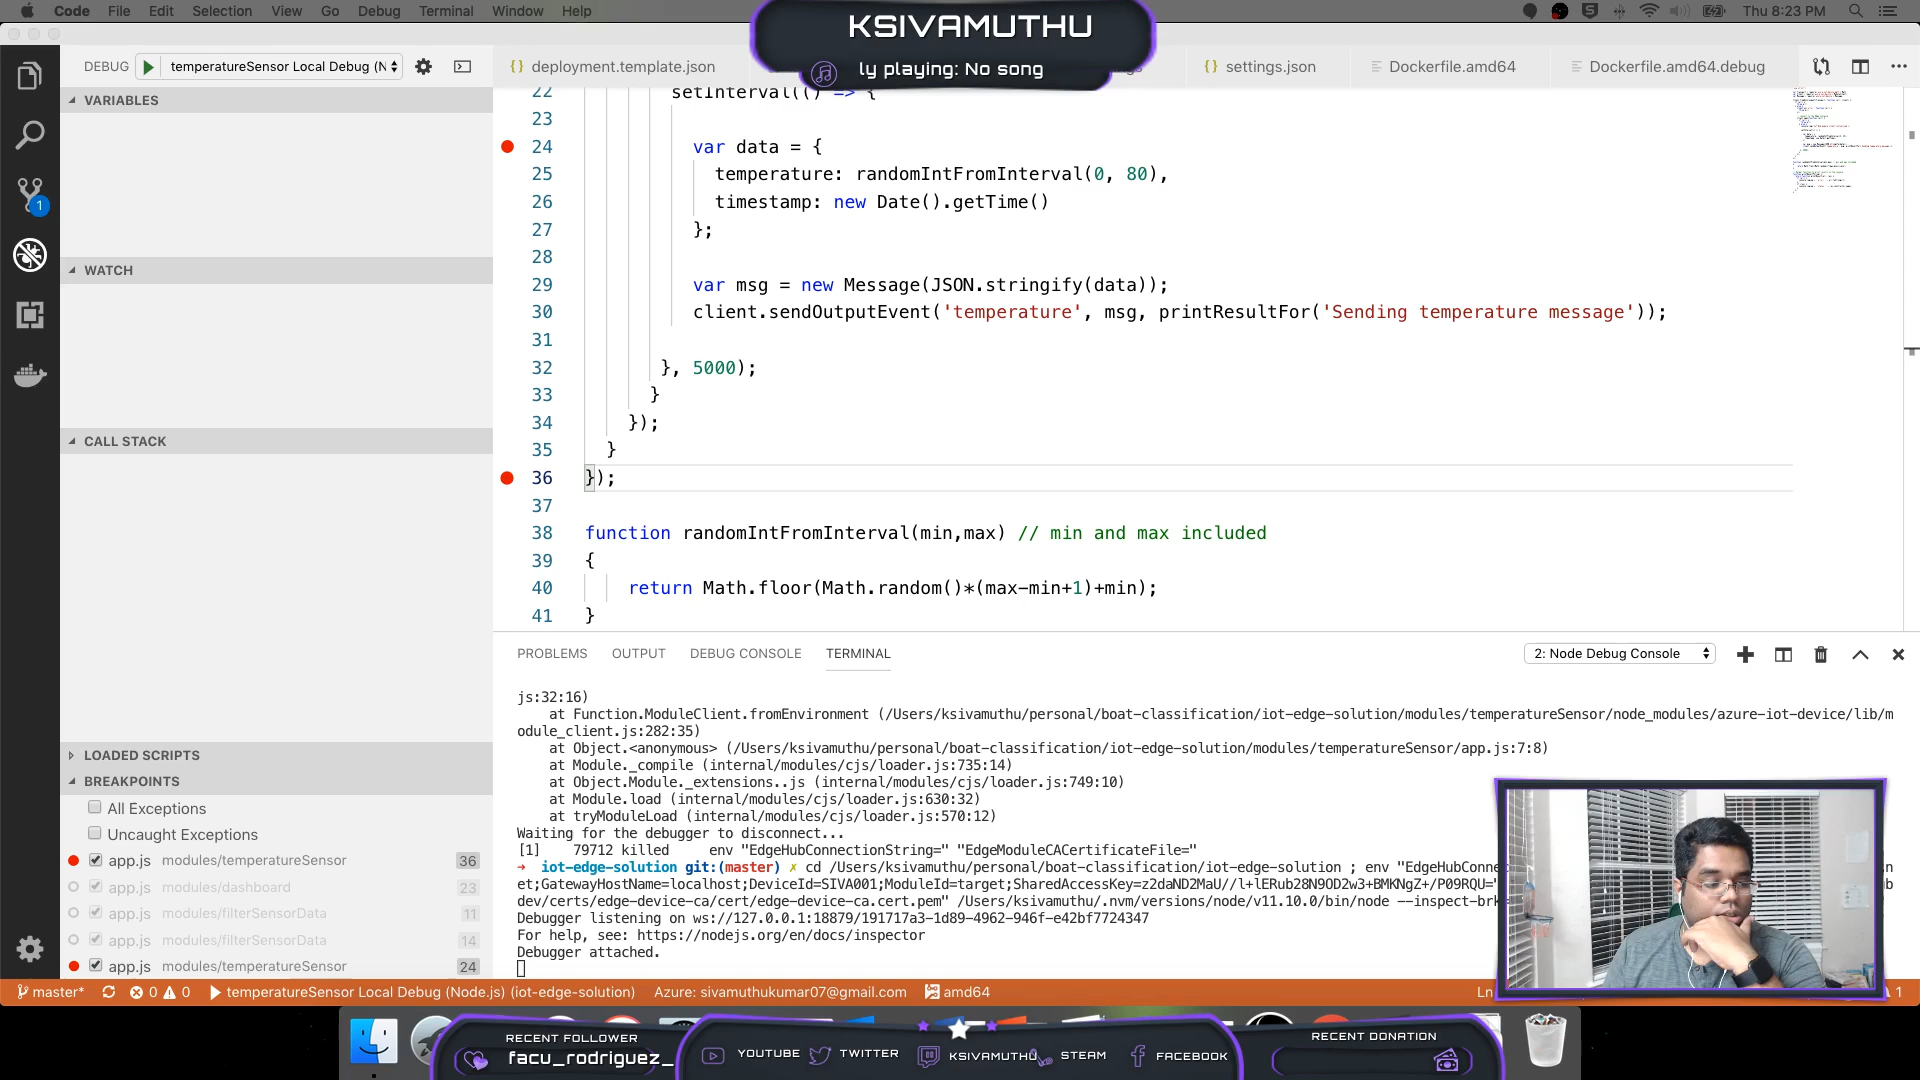 Code File Edit Selection View Go Debug Terminal Window Help
Thu 8:23 PM
KSIVAMUTHU
ly playing: No song
DEBUG temperatureSensor Local Debug (N
{} deployment.template.json
{} settings.json
Dockerfile.amd64
Dockerfile.amd64.debug
VARIABLES
WATCH
CALL STACK
LOADED SCRIPTS
BREAKPOINTS
All Exceptions
Uncaught Exceptions
app.js modules/temperatureSensor 36
app.js modules/dashboard 23
app.js modules/filterSensorData 11
app.js modules/filterSensorData 14
app.js modules/temperatureSensor 24
1
22 setInterval(() => {
23
24 var data = {
25 temperature: randomIntFromInterval(0, 80),
26 timestamp: new Date().getTime()
27 };
28
29 var msg = new Message(JSON.stringify(data));
30 client.sendOutputEvent('temperature', msg, printResultFor('Sending temperature message'));
31
32 }, 5000);
33 }
34 });
35 }
36 });
37
38 function randomIntFromInterval(min,max) // min and max included
39 {
40 return Math.floor(Math.random()*(max-min+1)+min);
41 }
PROBLEMS OUTPUT DEBUG CONSOLE TERMINAL 2: Node Debug Console
js:32:16)
at Function.ModuleClient.fromEnvironment (/Users/ksivamuthu/personal/boat-classification/iot-edge-solution/modules/temperatureSensor/node_modules/azure-iot-device/lib/m
odule_client.js:282:35)
at Object.<anonymous> (/Users/ksivamuthu/personal/boat-classification/iot-edge-solution/modules/temperatureSensor/app.js:7:8)
at Module._compile (internal/modules/cjs/loader.js:735:14)
at Object.Module._extensions..js (internal/modules/cjs/loader.js:749:10)
at Module.load (internal/modules/cjs/loader.js:630:32)
at tryModuleLoad (internal/modules/cjs/loader.js:570:12)
Waiting for the debugger to disconnect...
[1] 79712 killed env "EdgeHubConnectionString=" "EdgeModuleCACertificateFile="
→ iot-edge-solution git:(master) ✗ cd /Users/ksivamuthu/personal/boat-classification/iot-edge-solution ; env "EdgeHubConne
et;GatewayHostName=localhost;DeviceId=SIVA001;ModuleId=target;SharedAccessKey=z2daND2MaU//l+lERub28N9OD2w3+BMKNgZ+/P09RQU="
dev/certs/edge-device-ca/cert/edge-device-ca.cert.pem" /Users/ksivamuthu/.nvm/versions/node/v11.10.0/bin/node --inspect-brk
Debugger listening on ws://127.0.0.1:18879/191717a3-1d89-4962-946f-e42bf7724347
For help, see: https://nodejs.org/en/docs/inspector
Debugger attached.
master* 0 0 temperatureSensor Local Debug (Node.js) (iot-edge-solution) Azure: sivamuthukumar07@gmail.com amd64 Ln 1
RECENT FOLLOWER
facu_rodriguez_
YOUTUBE TWITTER KSIVAMUTHU STEAM FACEBOOK
RECENT DONATION